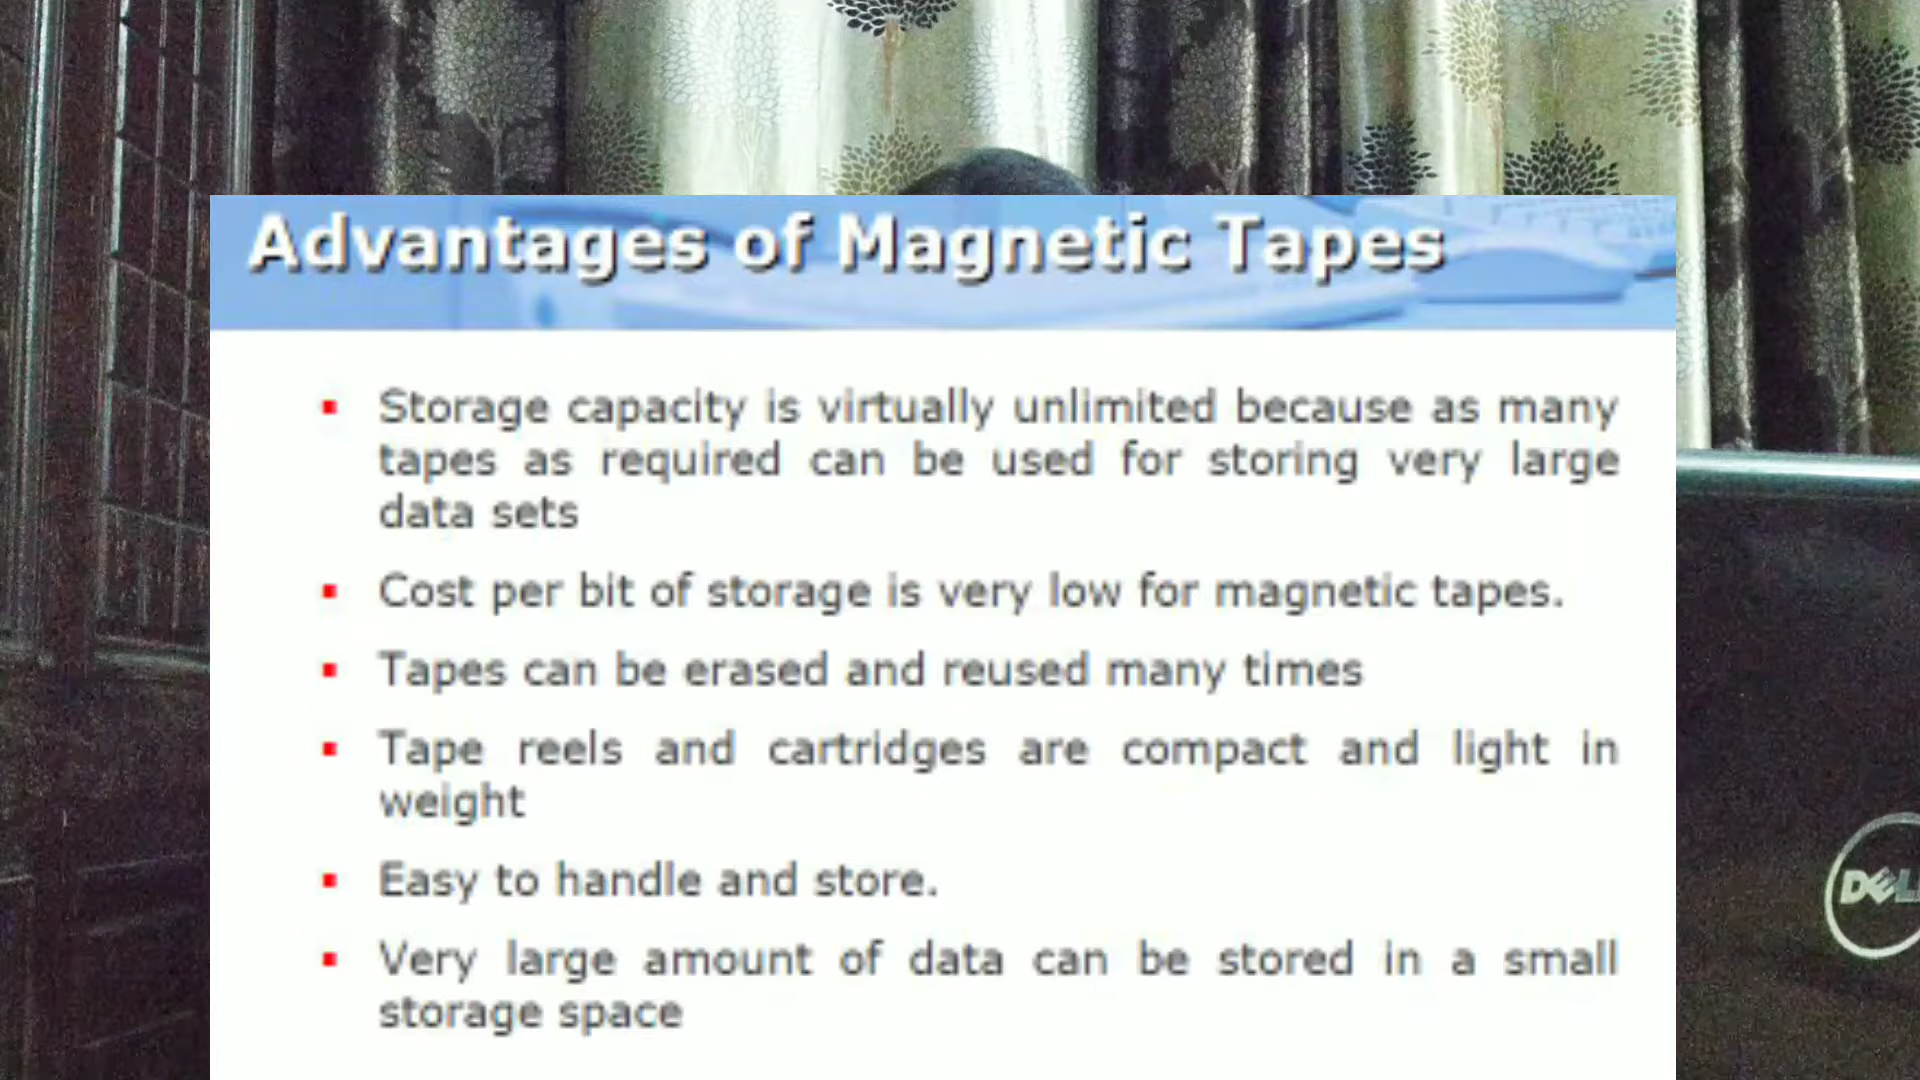 Advantages of Magnetic Tapes
Storage capacity is virtually unlimited because as many
tapes as required can be used for storing very large
data sets
Cost per bit of storage is very low for magnetic tapes.
Tapes can be erased and reused many times
Tape reels and cartridges are compact and light in
weight
Easy to handle and store.
DELL
Very large amount of data can be stored in a small
storage space